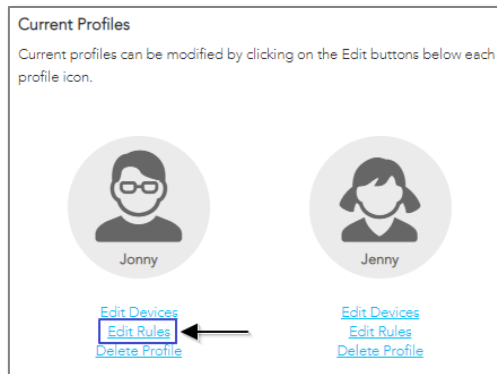 Current Profiles
Current profiles can be modified by clicking on the Edit buttons below each
profile icon.
Jonny
Jenny
Edit Devices
Edit Devices
Edit Rules
Edit Rules
Delete Profile
Delete Profile